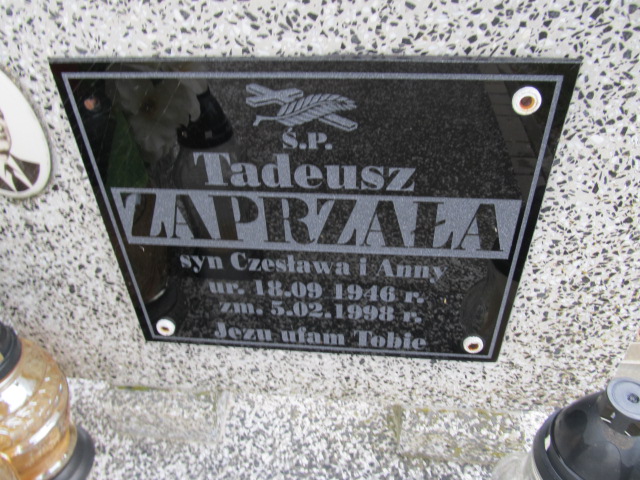 Ś.P.
Tadeusz
ZAPRZAŁA
syn Czesława i Anny
ur. 18.09 1946 r.
zm. 5.02.1998 r.
Jezu ufam Tobie